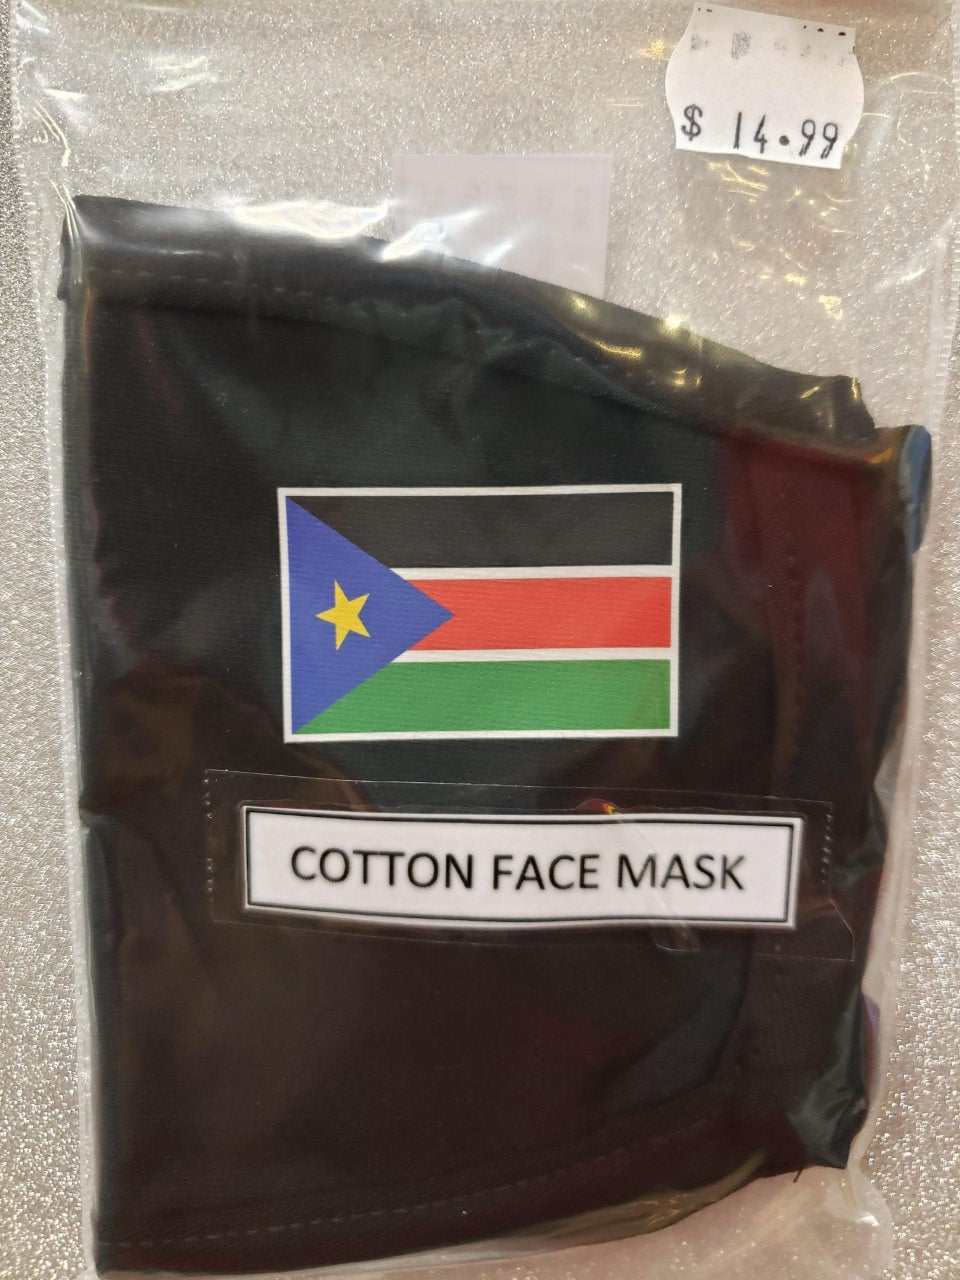 $ 14.99
COTTON FACE MASK